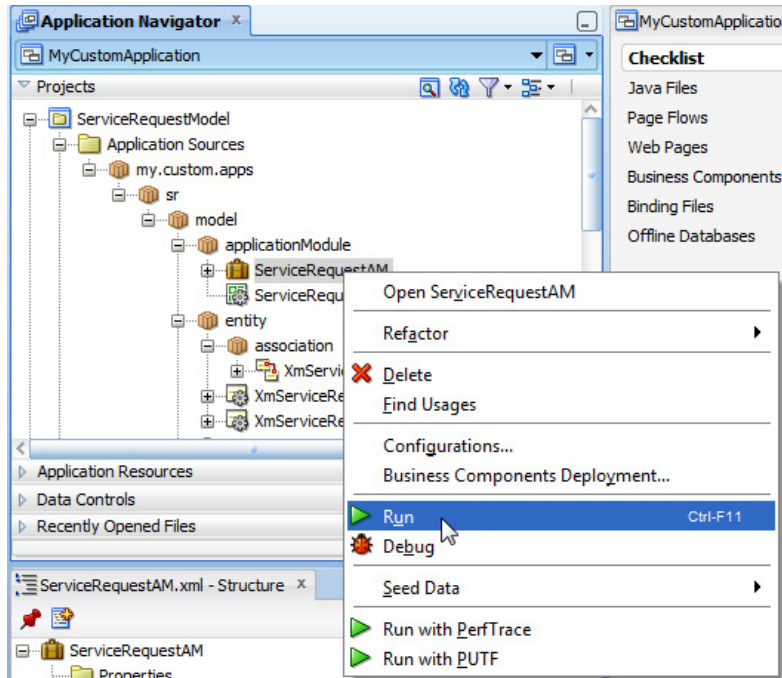 Application Navigator x
MyCustomApplication
Projects
ServiceRequestModel
Application Sources
my.custom.apps
sr
model
applicationModule
ServiceRequestAM
ServiceRequ
entity
association
XmServi
XmServiceRe
XmServiceRe
Application Resources
Data Controls
Recently Opened Files
ServiceRequestAM.xml - Structure x
ServiceRequestAM
Properties
MyCustomApplicatio
Checklist
Java Files
Page Flows
Web Pages
Business Components
Binding Files
Offline Databases
Open ServiceRequestAM
Refactor
Delete
Find Usages
Configurations...
Business Components Deployment...
Run Ctrl-F11
Debug
Seed Data
Run with PerfTrace
Run with PUTF